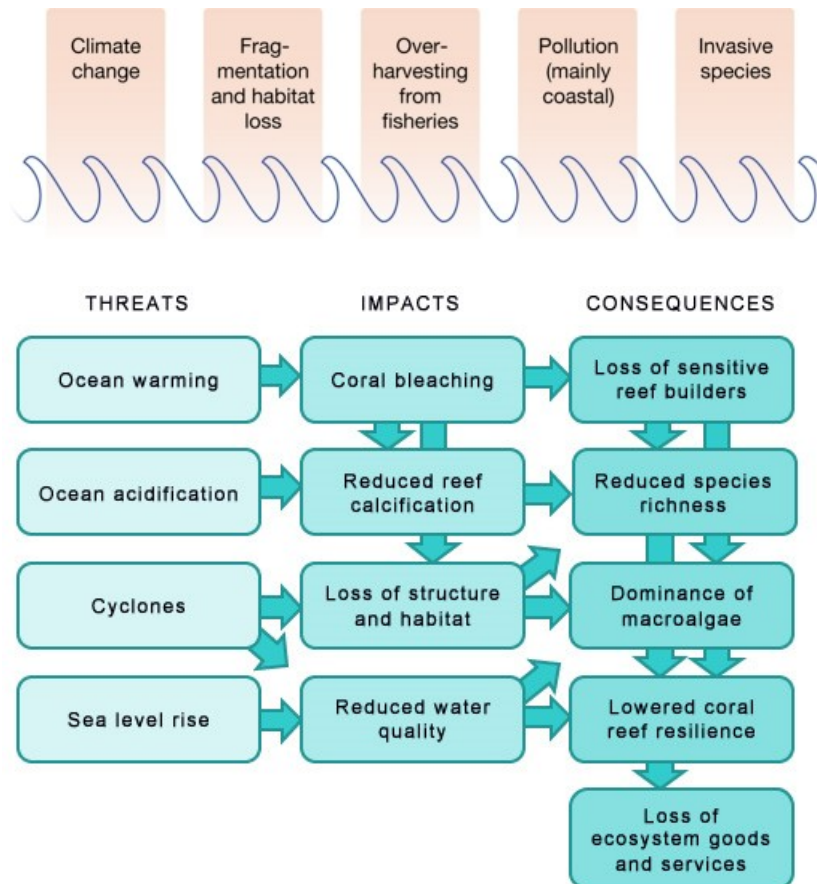 Climate
change
Frag-
mentation
and habitat
loss
Over-
harvesting
from
fisheries
Pollution
(mainly
coastal)
Invasive
species
THREATS
IMPACTS
CONSEQUENCES
Ocean warming
Coral bleaching
Loss of sensitive
reef builders
Ocean acidification
Reduced reef
calcification
Reduced species
richness
Cyclones
Loss of structure
and habitat
Dominance of
macroalgae
Sea level rise
Reduced water
quality
Lowered coral
reef resilience
Loss of
ecosystem goods
and services